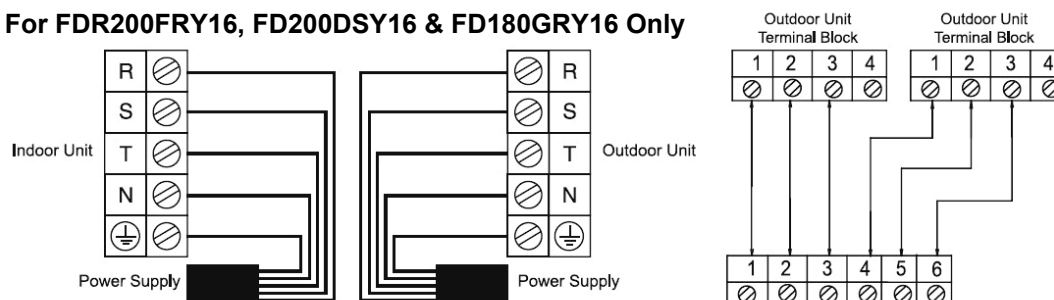 For FDR200FRY16, FD200DSY16 & FD180GRY16 Only
R
S
Indoor Unit T
N
Power Supply
R
S
T Outdoor Unit
N
Power Supply
Outdoor Unit
Terminal Block
1 2 3 4
Outdoor Unit
Terminal Block
1 2 3 4
1 2 3 4 5 6